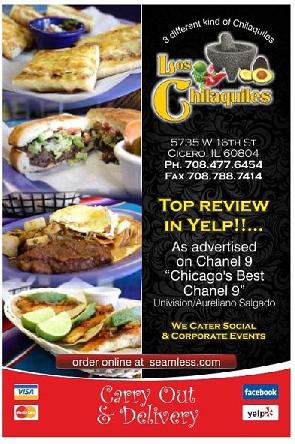 3 different kind of Chilaquiles
Los
Chilaquiles
5735 W 16TH ST
CICERO, IL 60804
PH. 708.477.6454
FAX 708.788.7414
TOP REVIEW
IN YELP!!...
As advertised
on Chanel 9
“Chicago's Best
Chanel 9”
Univision/Aureliano Salgado
WE CATER SOCIAL
& CORPORATE EVENTS
order online at seamless.com
VISA
MasterCard
Carry Out
& Delivery
facebook
yelp